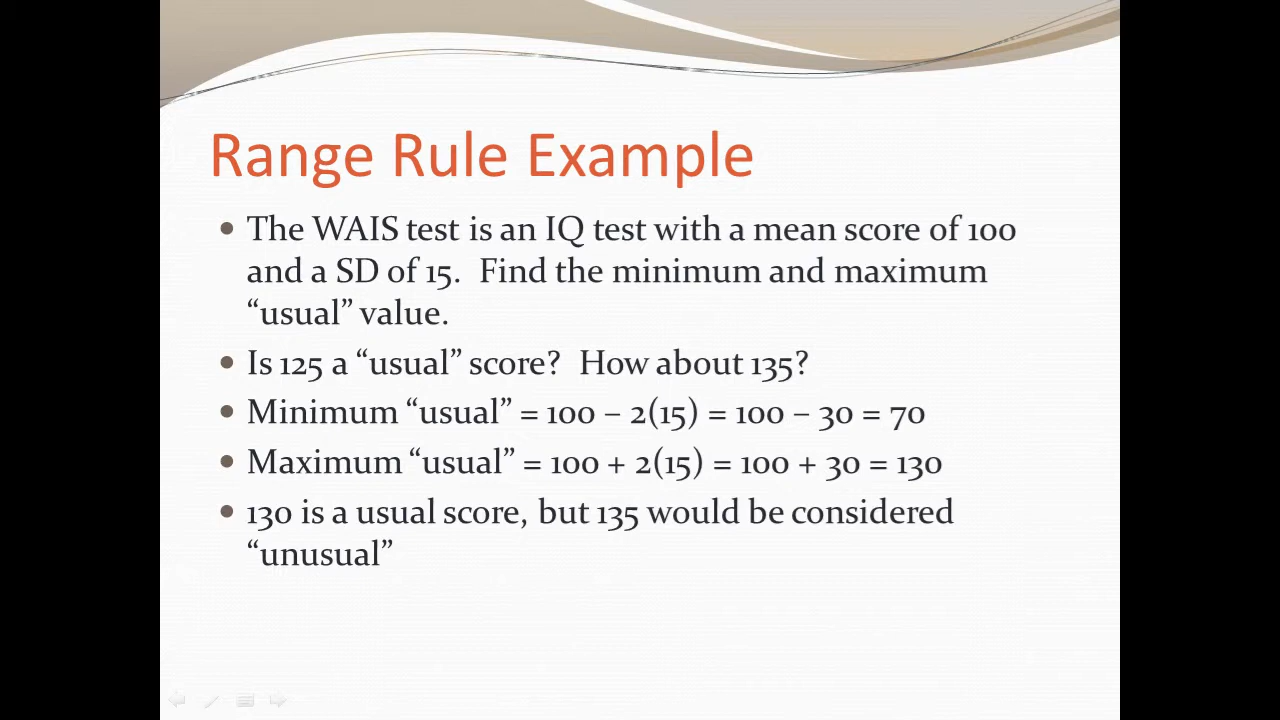 Range Rule Example
• The WAIS test is an IQ test with a mean score of 100
and a SD of 15.  Find the minimum and maximum
“usual” value.
• Is 125 a “usual” score?  How about 135?
• Minimum “usual” = 100 – 2(15) = 100 – 30 = 70
• Maximum “usual” = 100 + 2(15) = 100 + 30 = 130
• 130 is a usual score, but 135 would be considered
“unusual”